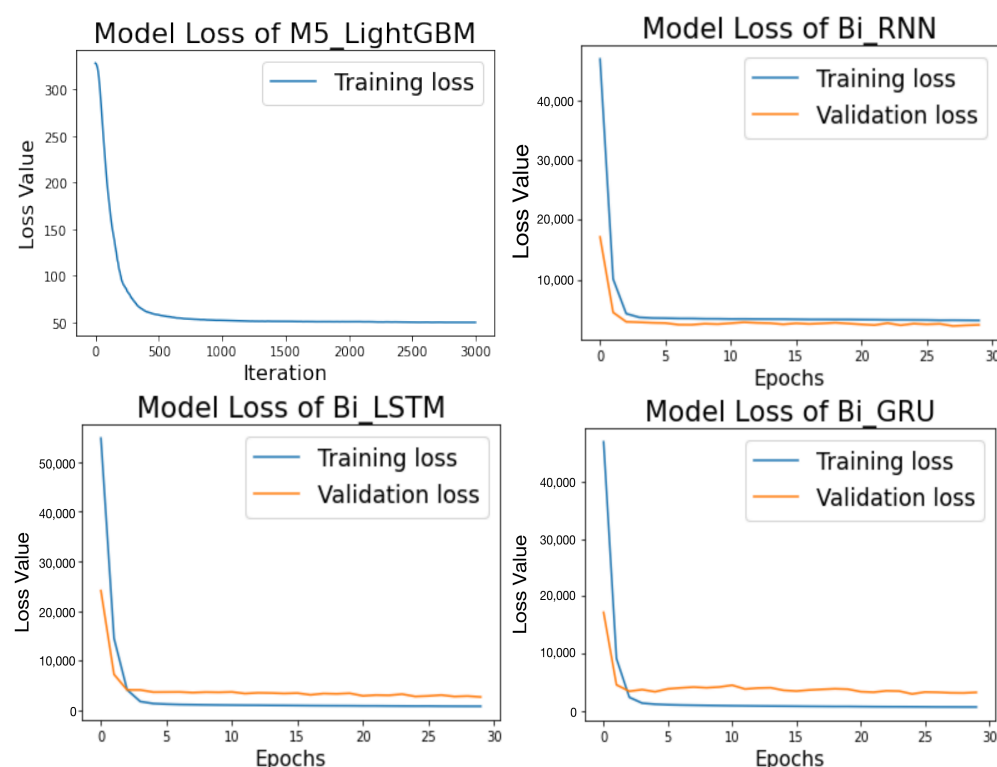 Model Loss of M5_LightGBM
Training loss
300
250
200
150
100
50
Loss Value
0 500 1000 1500 2000 2500 3000
Iteration
Model Loss of Bi_RNN
Training loss
Validation loss
40,000
30,000
20,000
10,000
Loss Value
0 5 10 15 20 25 30
Epochs
Model Loss of Bi_LSTM
Training loss
Validation loss
50,000
40,000
30,000
20,000
10,000
0
Loss Value
0 5 10 15 20 25 30
Epochs
Model Loss of Bi_GRU
Training loss
Validation loss
40,000
30,000
20,000
10,000
0
Loss Value
0 5 10 15 20 25 30
Epochs